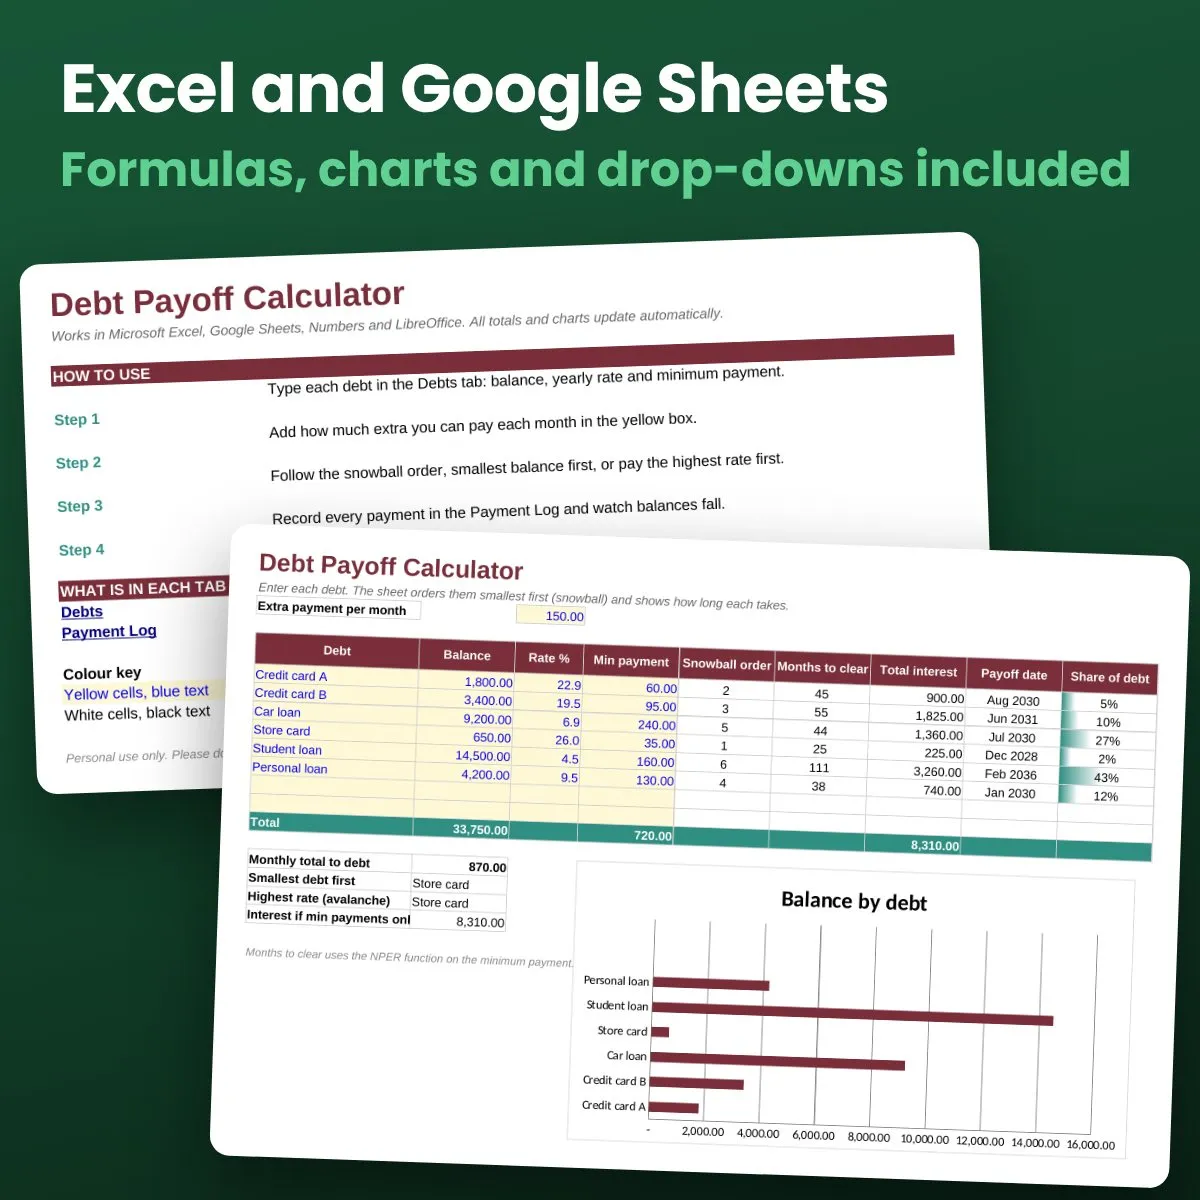 Excel and Google Sheets
Formulas, charts and drop-downs included
Debt Payoff Calculator
Works in Microsoft Excel, Google Sheets, Numbers and LibreOffice. All totals and charts update automatically.
HOW TO USE
Type each debt in the Debts tab: balance, yearly rate and minimum payment.
Step 1
Add how much extra you can pay each month in the yellow box.
Step 2
Follow the snowball order, smallest balance first, or pay the highest rate first.
Step 3
Record every payment in the Payment Log and watch balances fall.
Step 4
WHAT IS IN EACH TAB
Debts
Payment Log
Colour key
Yellow cells, blue text
White cells, black text
Personal use only. Please do
Debt Payoff Calculator
Enter each debt. The sheet orders them smallest first (snowball) and shows how long each takes.
Extra payment per month 150.00
Debt Balance Rate % Min payment Snowball order Months to clear Total interest Payoff date Share of debt
Credit card A 1,800.00 22.9 60.00 2 45 900.00 Aug 2030 5%
Credit card B 3,400.00 19.5 95.00 3 55 1,825.00 Jun 2031 10%
Car loan 9,200.00 6.9 240.00 5 44 1,360.00 Jul 2030 27%
Store card 650.00 26.0 35.00 1 25 225.00 Dec 2028 2%
Student loan 14,500.00 4.5 160.00 6 111 3,260.00 Feb 2036 43%
Personal loan 4,200.00 9.5 130.00 4 38 740.00 Jan 2030 12%
Total 33,750.00 720.00 8,310.00
Monthly total to debt 870.00
Smallest debt first Store card
Highest rate (avalanche) Store card
Interest if min payments onl 8,310.00
Months to clear uses the NPER function on the minimum payment.
Balance by debt
Personal loan
Student loan
Store card
Car loan
Credit card B
Credit card A
- 2,000.00 4,000.00 6,000.00 8,000.00 10,000.00 12,000.00 14,000.00 16,000.00